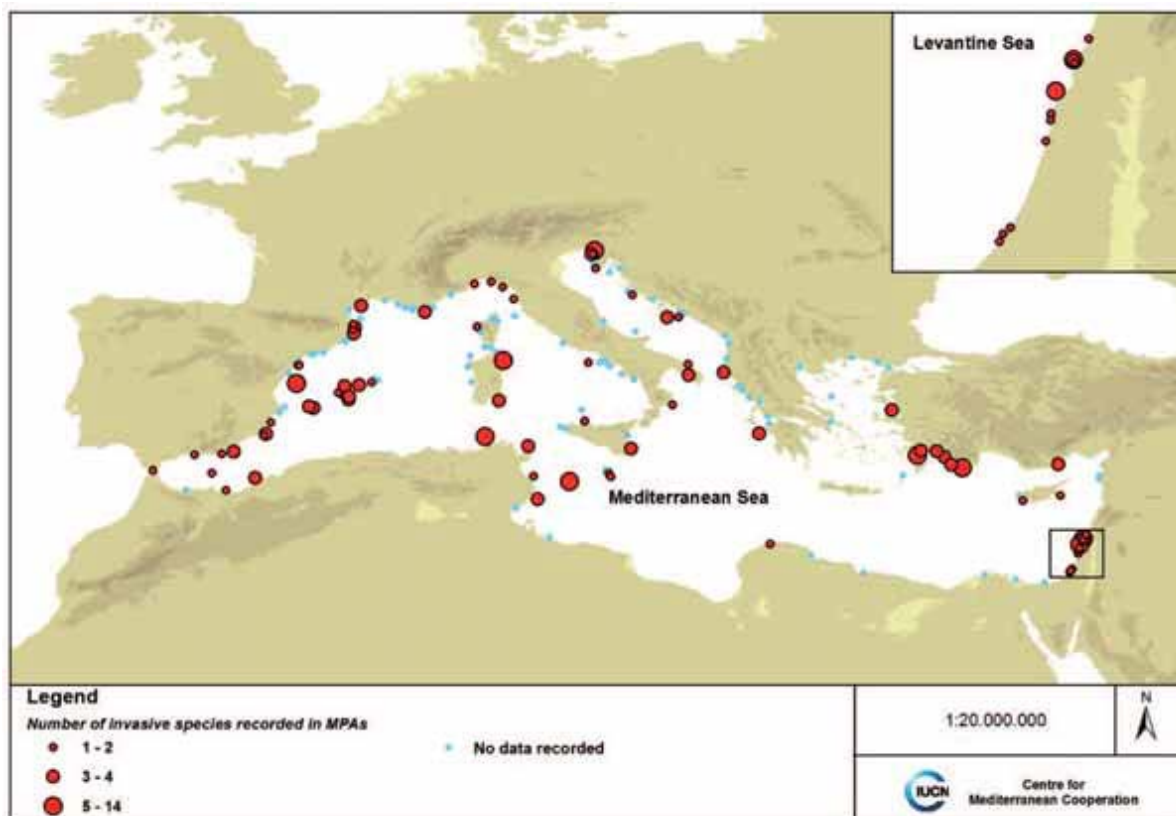 Levantine Sea
Mediterranean Sea
Legend
Number of invasive species recorded in MPAs
1 - 2
3 - 4
5 - 14
No data recorded
1:20.000.000
N
IUCN
Centre for
Mediterranean Cooperation